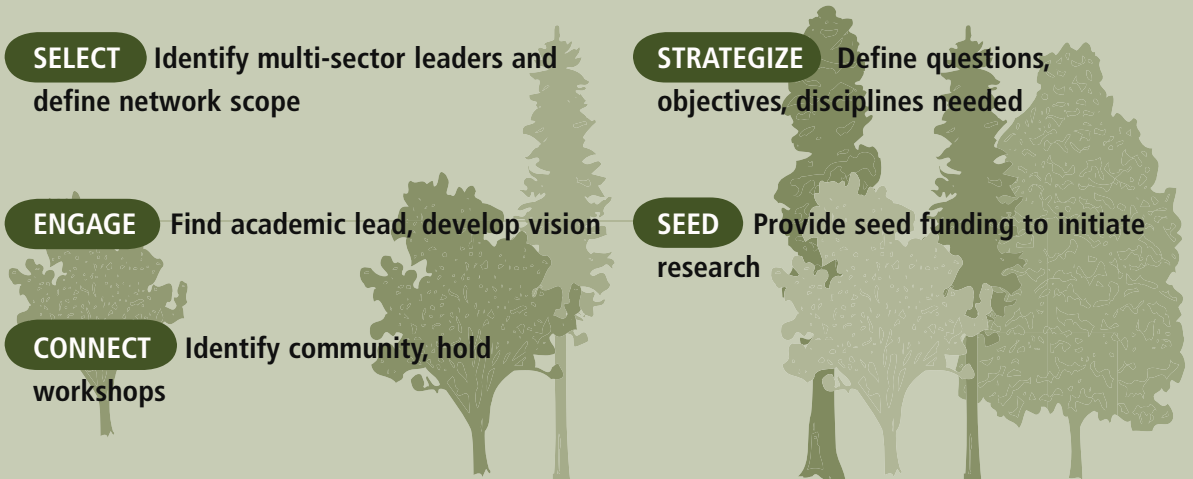 SELECT Identify multi-sector leaders and
define network scope
ENGAGE Find academic lead, develop vision
CONNECT Identify community, hold
workshops
STRATEGIZE Define questions,
objectives, disciplines needed
SEED Provide seed funding to initiate
research